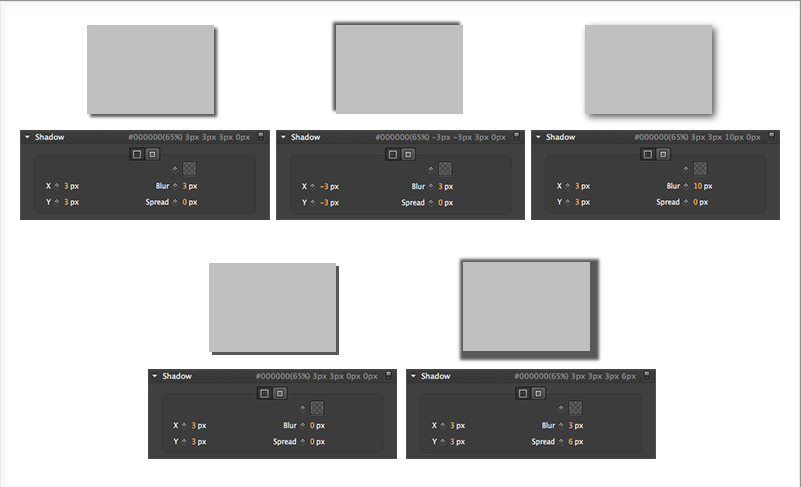 Shadow #000000(65%) 3px 3px 3px 0px
X 3 px Blur 3 px
Y 3 px Spread 0 px
Shadow #000000(65%) -3px -3px 3px 0px
X -3 px Blur 3 px
Y -3 px Spread 0 px
Shadow #000000(65%) 3px 3px 10px 0px
X 3 px Blur 10 px
Y 3 px Spread 0 px
Shadow #000000(65%) 3px 3px 0px 0px
X 3 px Blur 0 px
Y 3 px Spread 0 px
Shadow #000000(65%) 3px 3px 3px 6px
X 3 px Blur 3 px
Y 3 px Spread 6 px